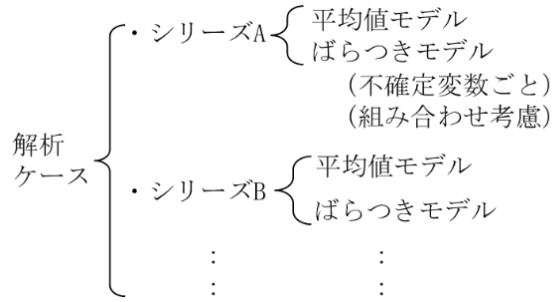 ・シリーズA
平均値モデル
ばらつきモデル
(不確定変数ごと)
(組み合わせ考慮)
解析
ケース
・シリーズB
平均値モデル
ばらつきモデル
： ：
： ：